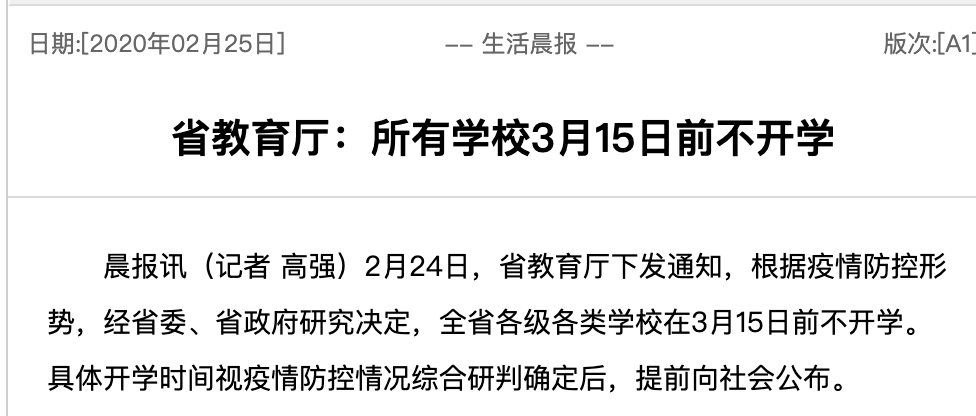 日期:[2020年02月25日] -- 生活晨报 -- 版次:[A1]
省教育厅：所有学校3月15日前不开学
晨报讯（记者 高强）2月24日，省教育厅下发通知，根据疫情防控形
势，经省委、省政府研究决定，全省各级各类学校在3月15日前不开学。
具体开学时间视疫情防控情况综合研判确定后，提前向社会公布。